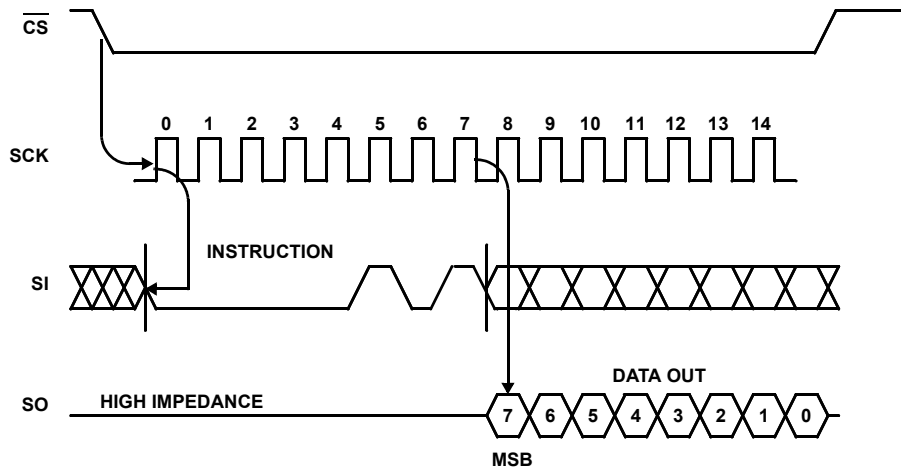 CS
0 1 2 3 4 5 6 7 8 9 10 11 12 13 14
SCK
INSTRUCTION
SI
DATA OUT
SO HIGH IMPEDANCE 7 6 5 4 3 2 1 0
MSB